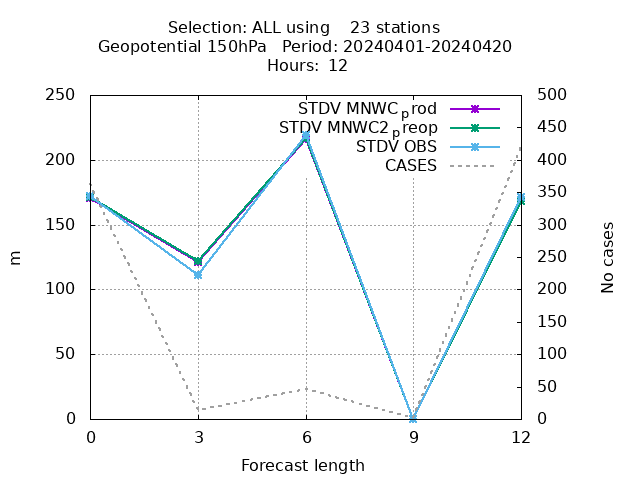 Selection: ALL using    23 stations
Geopotential 150hPa   Period: 20240401-20240420
Hours:  12
STDV MNWCprod
STDV MNWC2preop
STDV OBS
CASES
250
200
150
100
50
0
500
450
400
350
300
250
200
150
100
50
0
m
No cases
0 3 6 9 12
Forecast length